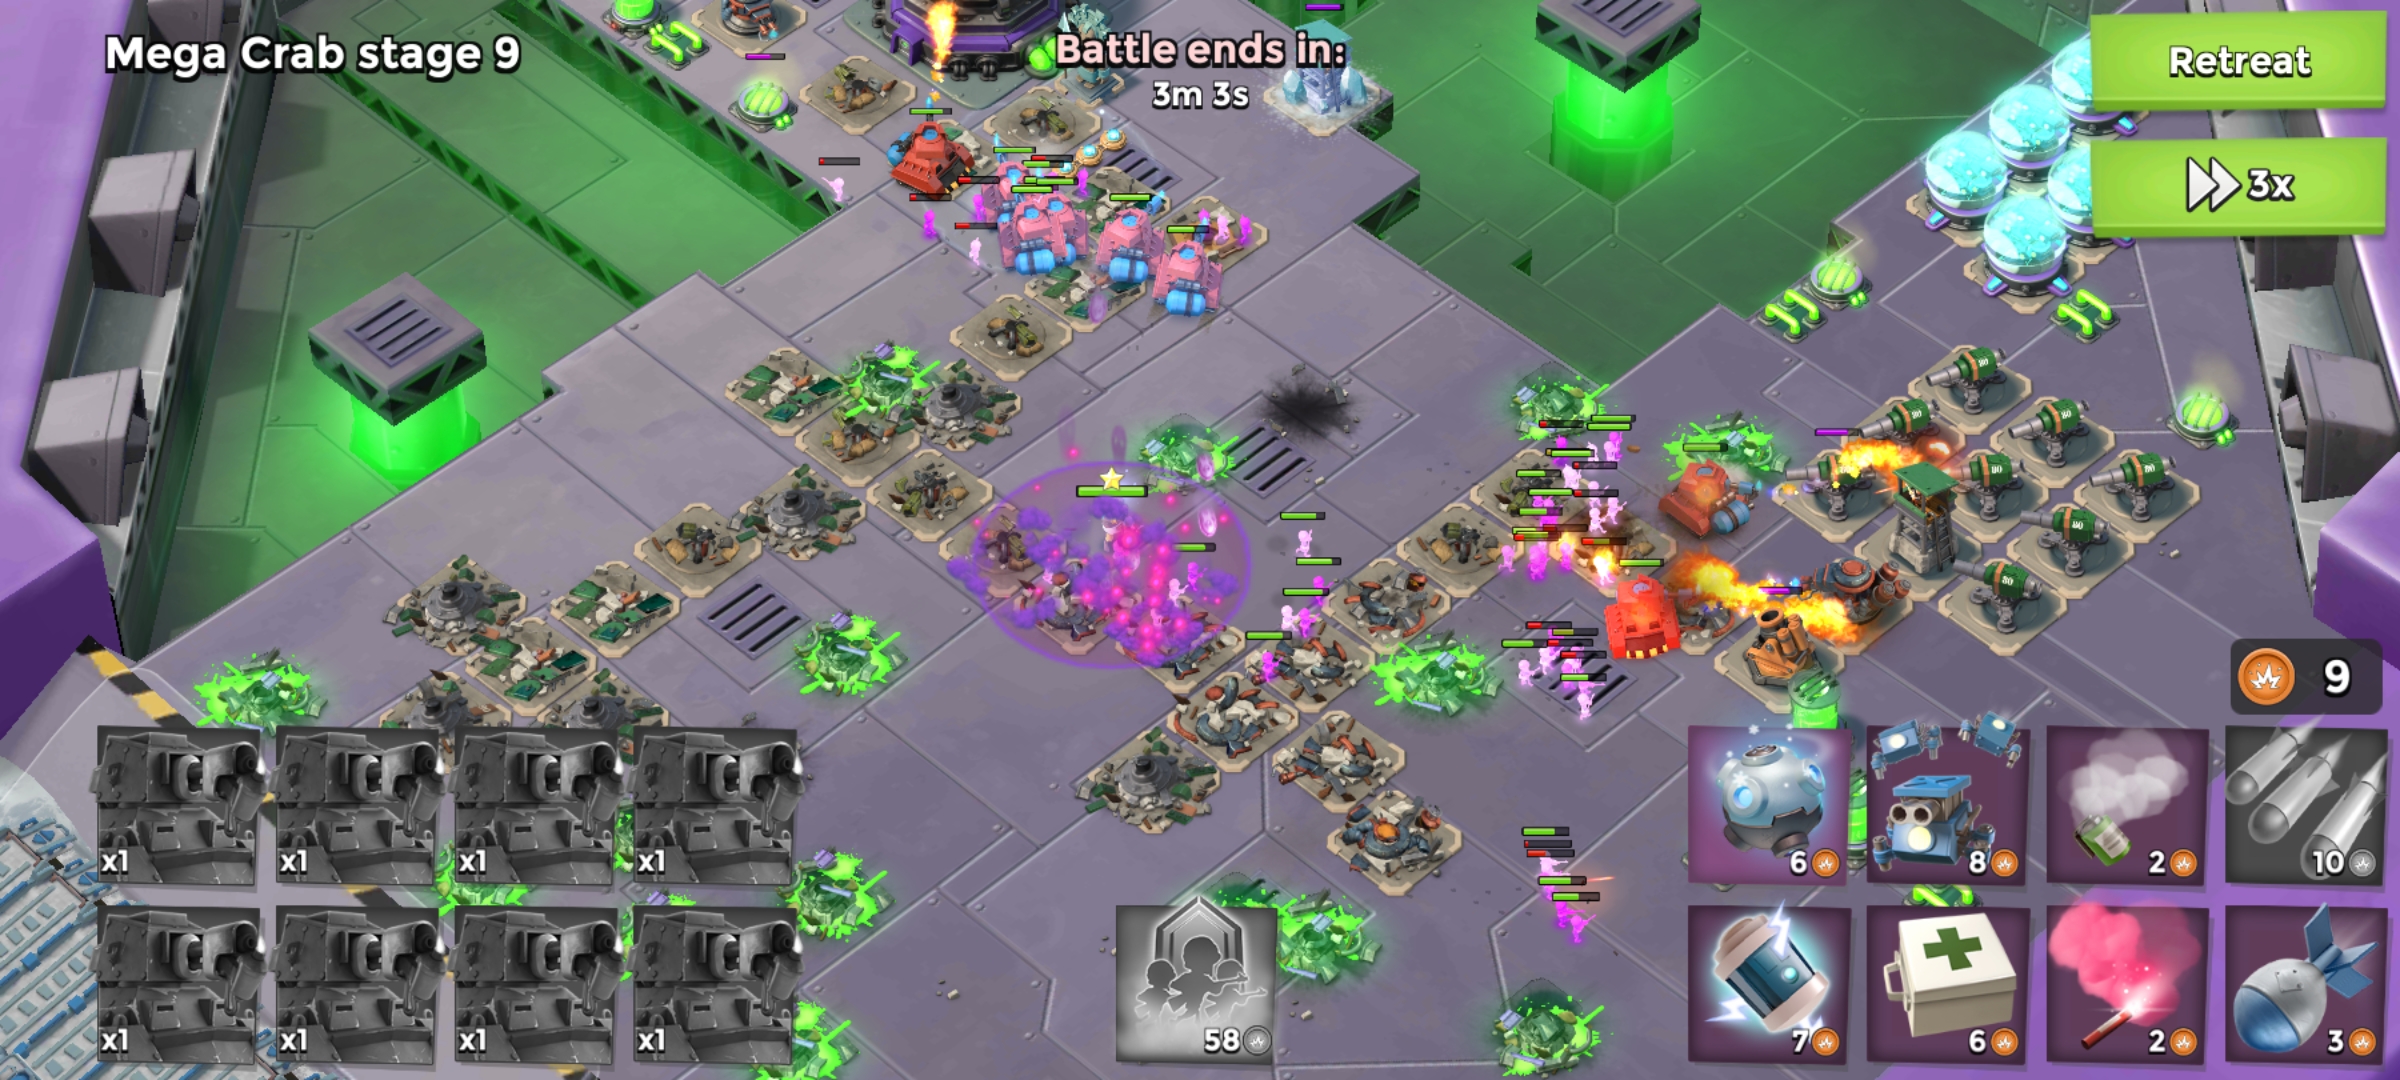 Mega Crab stage 9
Battle ends in:
3m 3s
Retreat
3x
9
x1
x1
x1
x1
6
8
2
10
x1
x1
x1
x1
58
7
6
2
3